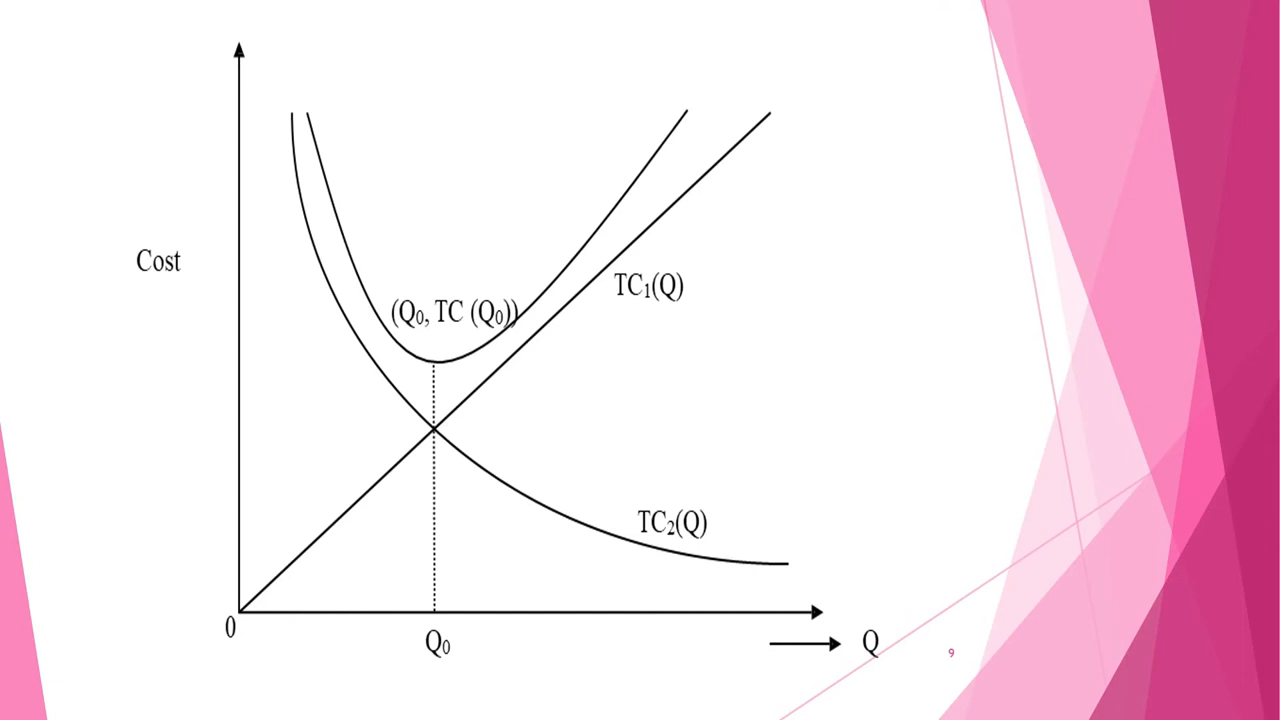 Cost
(Q₀, TC (Q₀))
TC₁(Q)
TC₂(Q)
0
Q₀
Q
9